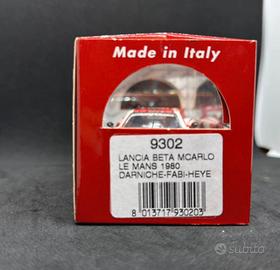 Made in Italy
9302
LANCIA BETA MCARLO
LE MANS 1980
DARNICHE-FABI-HEYE
8 013717 930203
subito